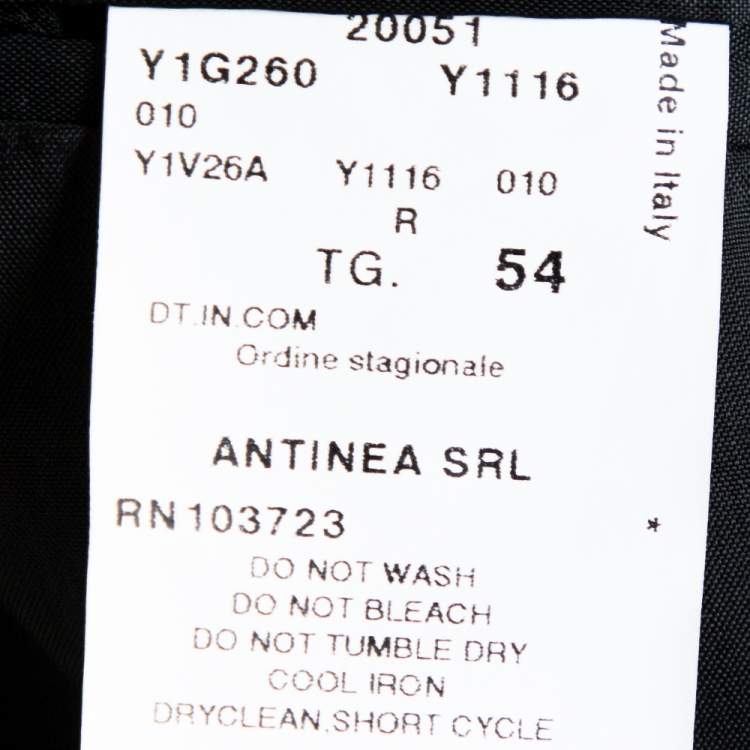 20051
Y1G260 Y1116
010
Y1V26A Y1116 010
R
TG. 54
DT.IN.COM
Ordine stagionale
ANTINEA SRL
RN103723 *
DO NOT WASH
DO NOT BLEACH
DO NOT TUMBLE DRY
COOL IRON
DRYCLEAN.SHORT CYCLE
Made in Italy